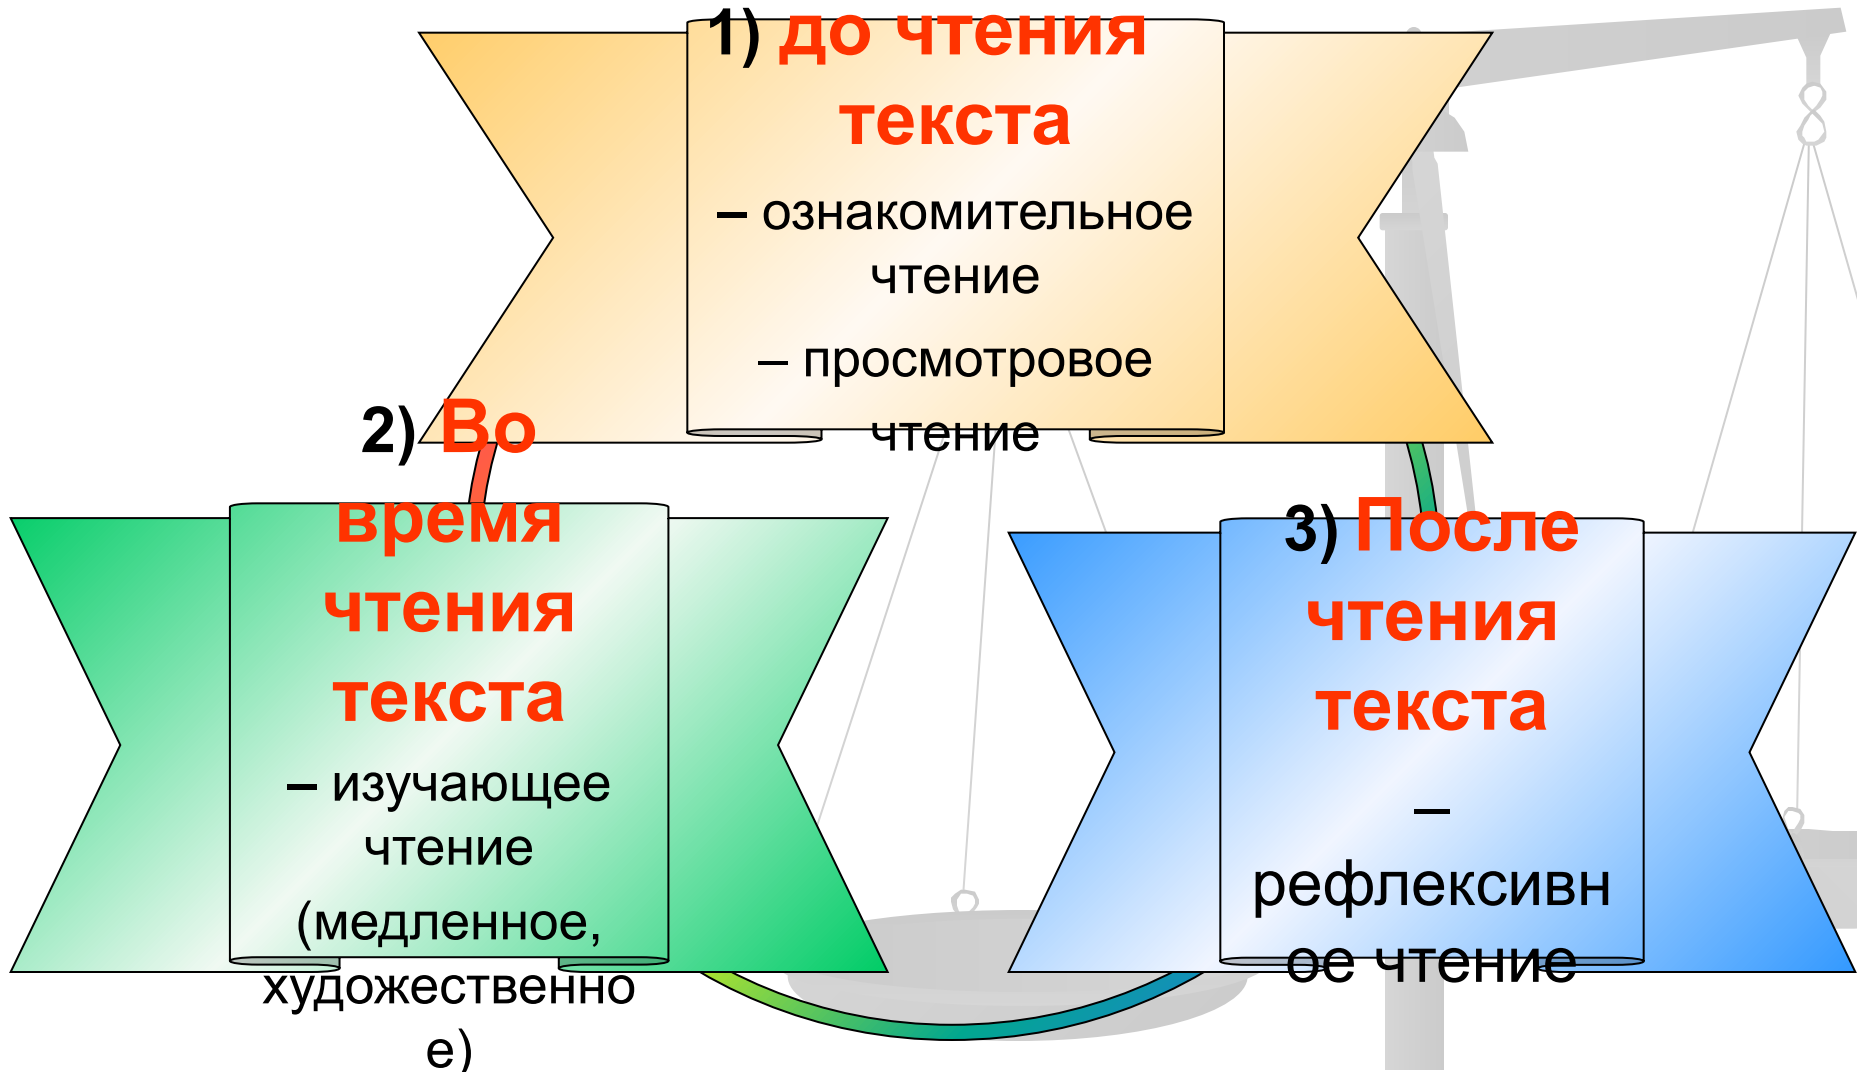 1) до чтения
текста
– ознакомительное
чтение
– просмотровое
чтение
2) Во
время
чтения
текста
– изучающее
чтение
(медленное,
художественно
е)
3) После
чтения
текста
–
рефлексивн
ое чтение